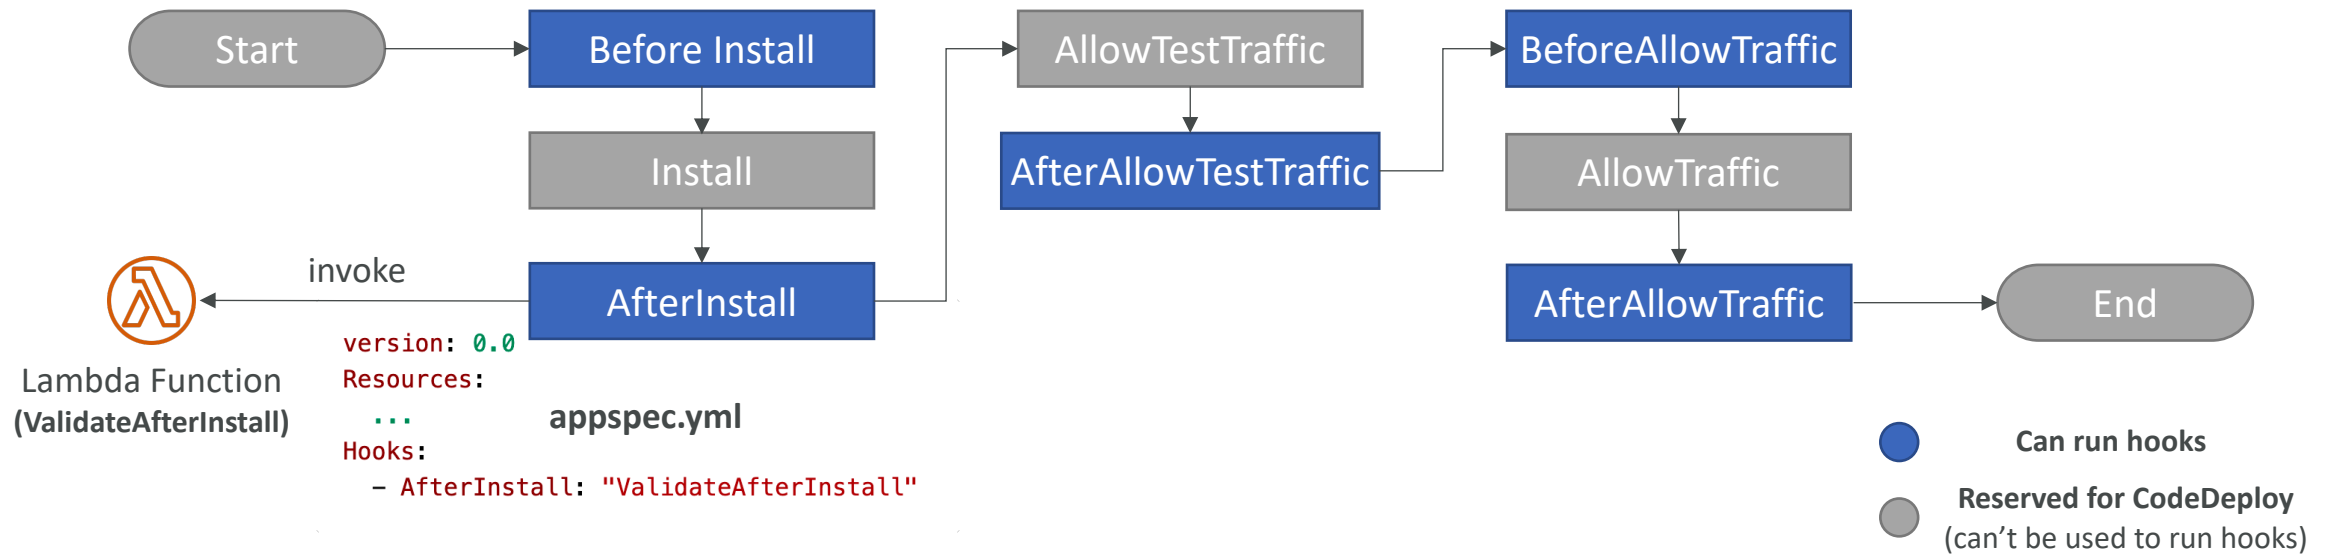 Start
Before Install
Install
AfterInstall
invoke
Lambda Function
(ValidateAfterInstall)
version: 0.0
Resources:
...
Hooks:
- AfterInstall: "ValidateAfterInstall"
appspec.yml
AllowTestTraffic
AfterAllowTestTraffic
BeforeAllowTraffic
AllowTraffic
AfterAllowTraffic
End
Can run hooks
Reserved for CodeDeploy
(can’t be used to run hooks)